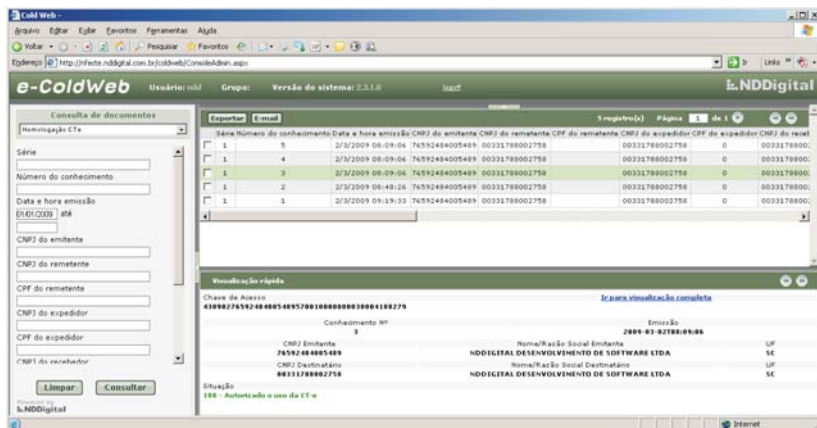 Cold Web -
Arquivo Editar Exibir Favoritos Ferramentas Ajuda
Voltar Pesquisar Favoritos
Endereço http://nfecte.nddigital.com.br/coldweb/ConsoleAdmin.aspx Ir Links
e-ColdWeb Usuário: ndd Grupo: Versão do sistema: 2.3.1.0 NDDigital
Consulta de documentos
Homologação CTe
Série
Número do conhecimento
Data e hora emissão
01/01/2009 até
CNPJ do emitente
CNPJ do remetente
CPF do remetente
CNPJ do expedidor
CPF do expedidor
CNPJ do recebedor
Limpar Consultar
Powered by
NDDigital
Exportar E-mail 5 registro(s) Página 1 de 1
Série Número do conhecimento Data e hora emissão CNPJ do emitente CNPJ do remetente CPF do remetente CNPJ do expedidor CPF do expedidor CNPJ do recet
1 5 2/3/2009 08:09:06 76592484005489 00331788002758 00331788002758 0 00331788002
1 4 2/3/2009 08:09:06 76592484005489 00331788002758 00331788002758 0
1 3 2/3/2009 08:09:06 76592484005489 00331788002758 00331788002758 0
1 2 2/3/2009 08:48:26 76592484005489 00331788002758 00331788002758 0
1 1 2/3/2009 09:19:33 76592484005489 00331788002758 00331788002758 0
Visualização rápida
Chave de Acesso Ir para visualização completa
Conhecimento Nº Emissão
3 2009-03-02T08:09:06
CNPJ Emitente Nome/Razão Social Emitente UF
76592484005489 NDDIGITAL DESENVOLVIMENTO DE SOFTWARE LTDA SC
CNPJ Destinatário Nome/Razão Social Destinatário UF
00331788002758 NDDIGITAL DESENVOLVIMENTO DE SOFTWARE LTDA SC
Situação
100 - Autorizado o uso da CT-e
Internet